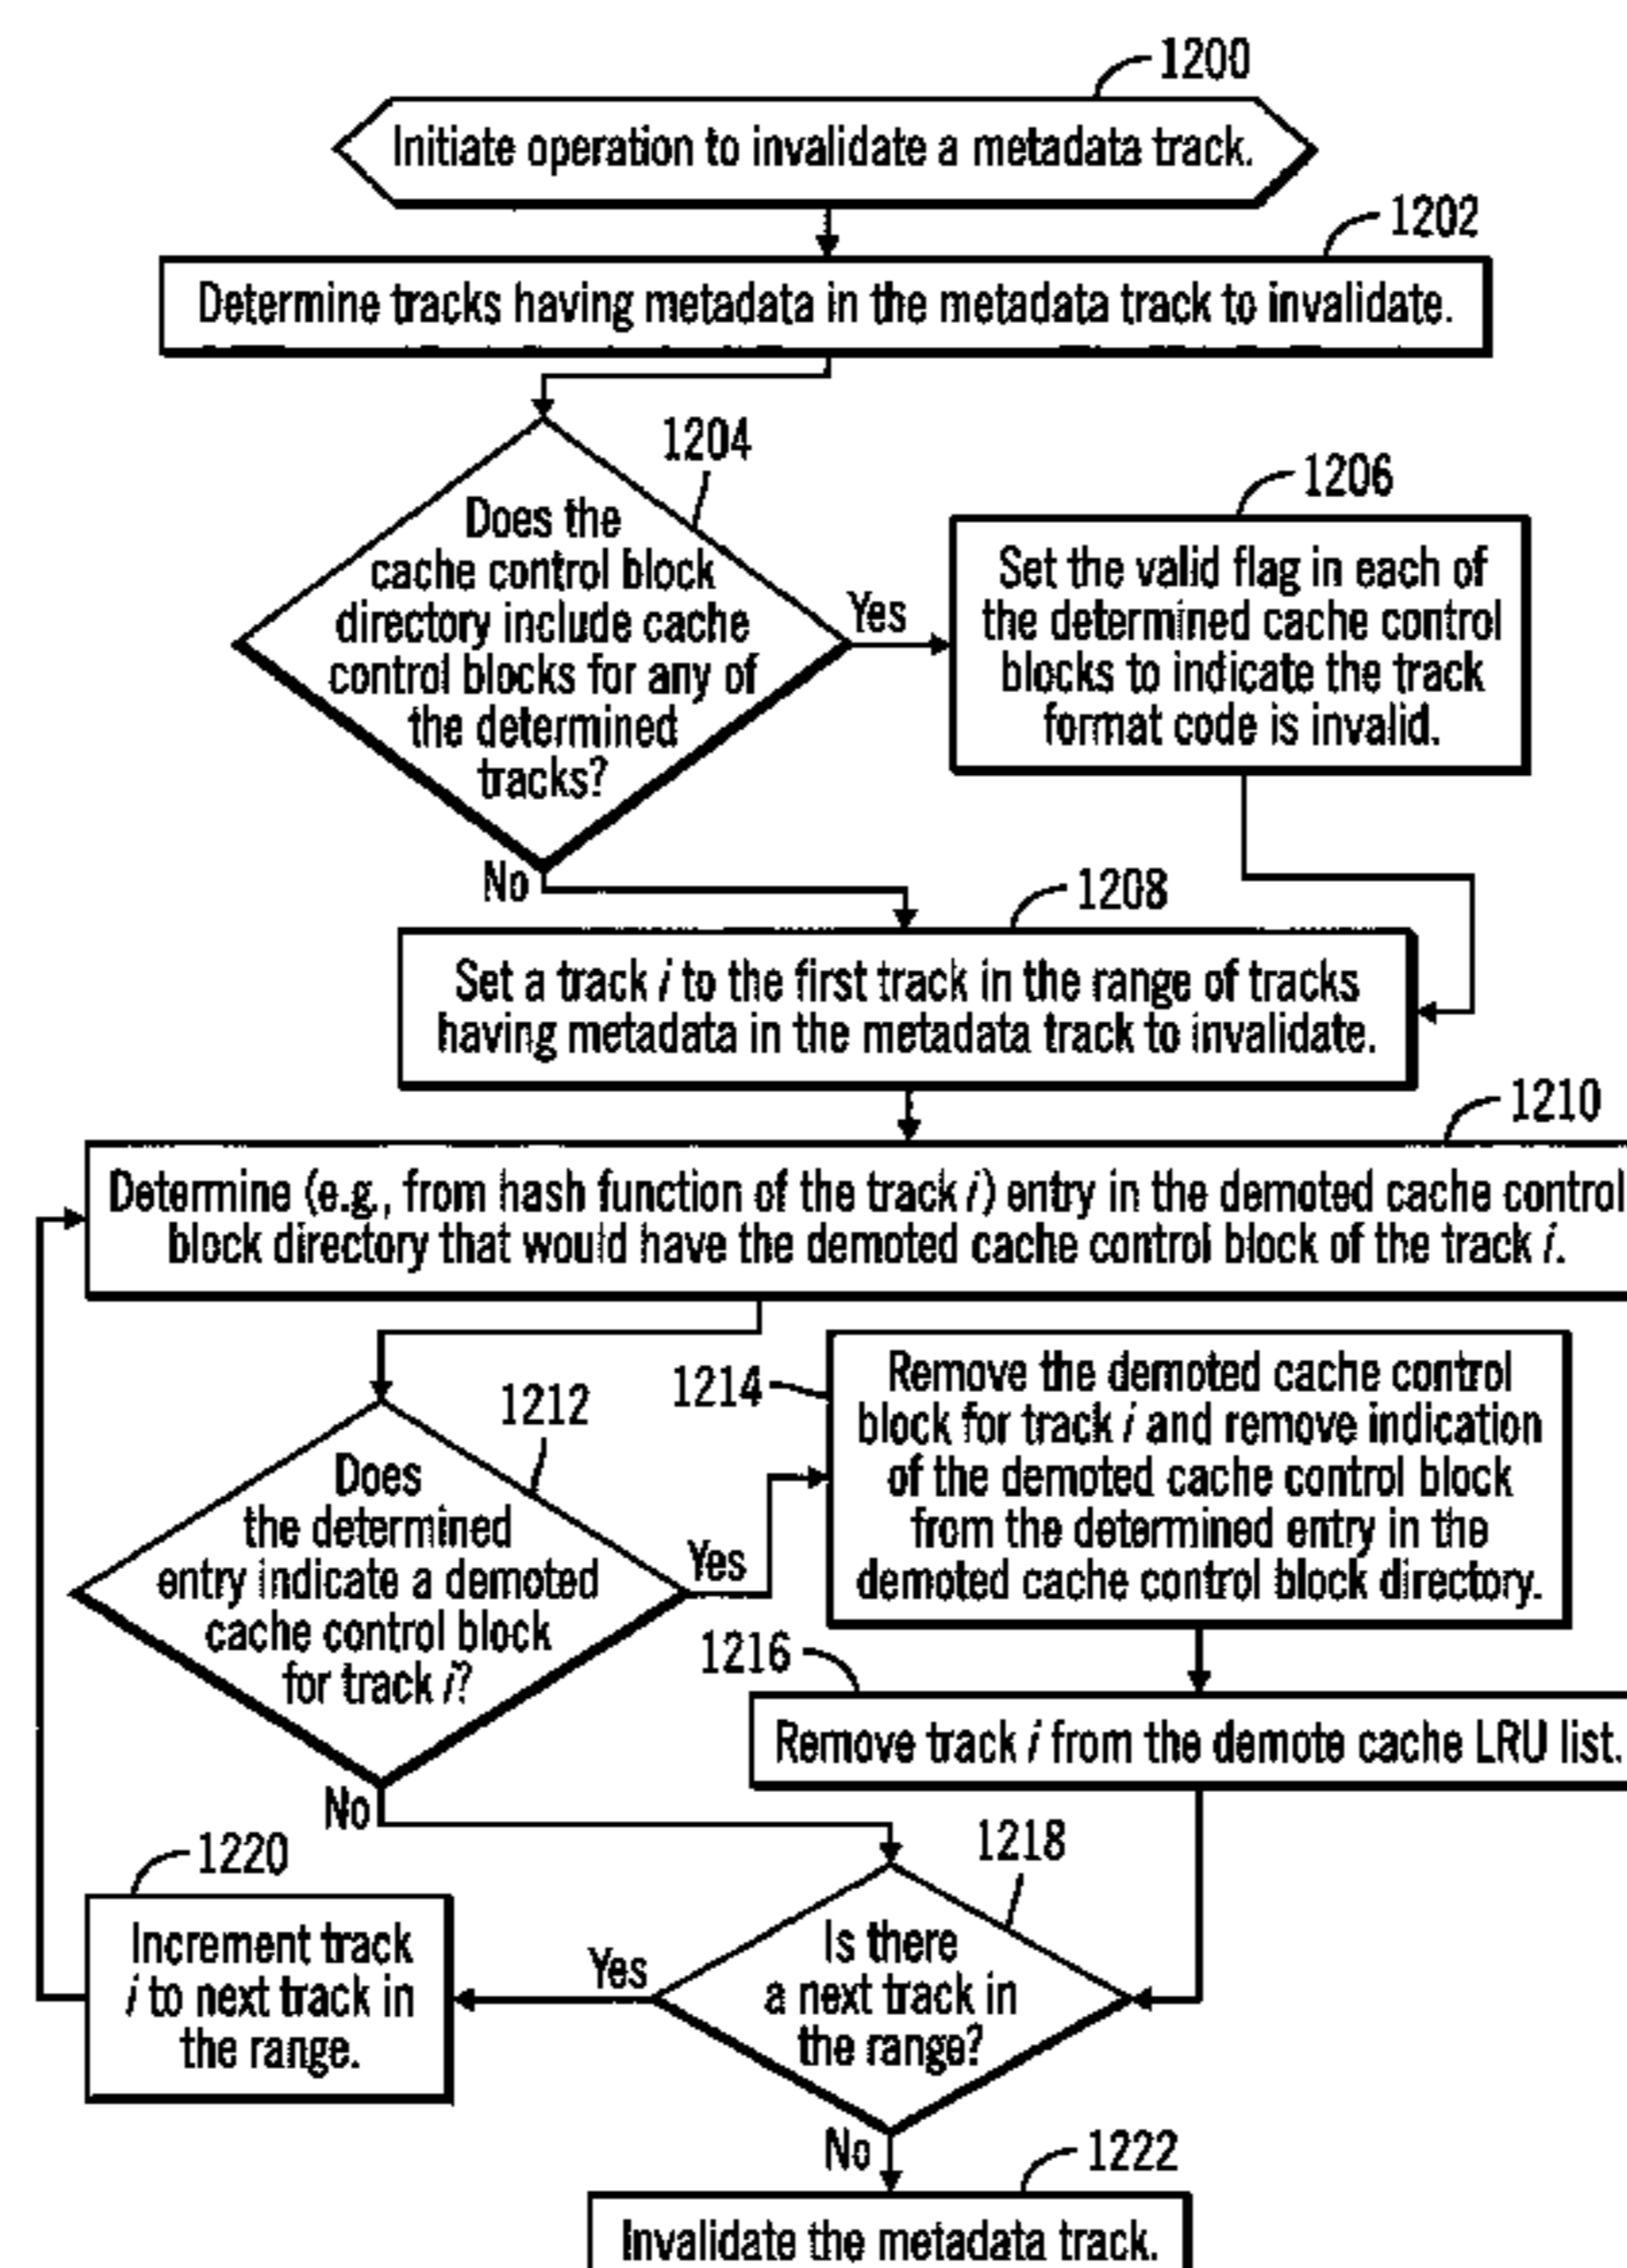 1200
Initiate operation to invalidate a metadata track.
1202
Determine tracks having metadata in the metadata track to invalidate.
1204
Does the
cache control block
directory include cache
control blocks for any of
the determined
tracks?
Yes
1206
Set the valid flag in each of
the determined cache control
blocks to indicate the track
format code is invalid.
No
1208
Set a track i to the first track in the range of tracks
having metadata in the metadata track to invalidate.
1210
Determine (e.g., from hash function of the track i) entry in the demoted cache control
block directory that would have the demoted cache control block of the track i.
1212
Does
the determined
entry indicate a demoted
cache control block
for track i?
Yes
1214
Remove the demoted cache control
block for track i and remove indication
of the demoted cache control block
from the determined entry in the
demoted cache control block directory.
1216
Remove track i from the demote cache LRU list.
No
1218
Is there
a next track in
the range?
Yes
1220
Increment track
i to next track in
the range.
No
1222
Invalidate the metadata track.